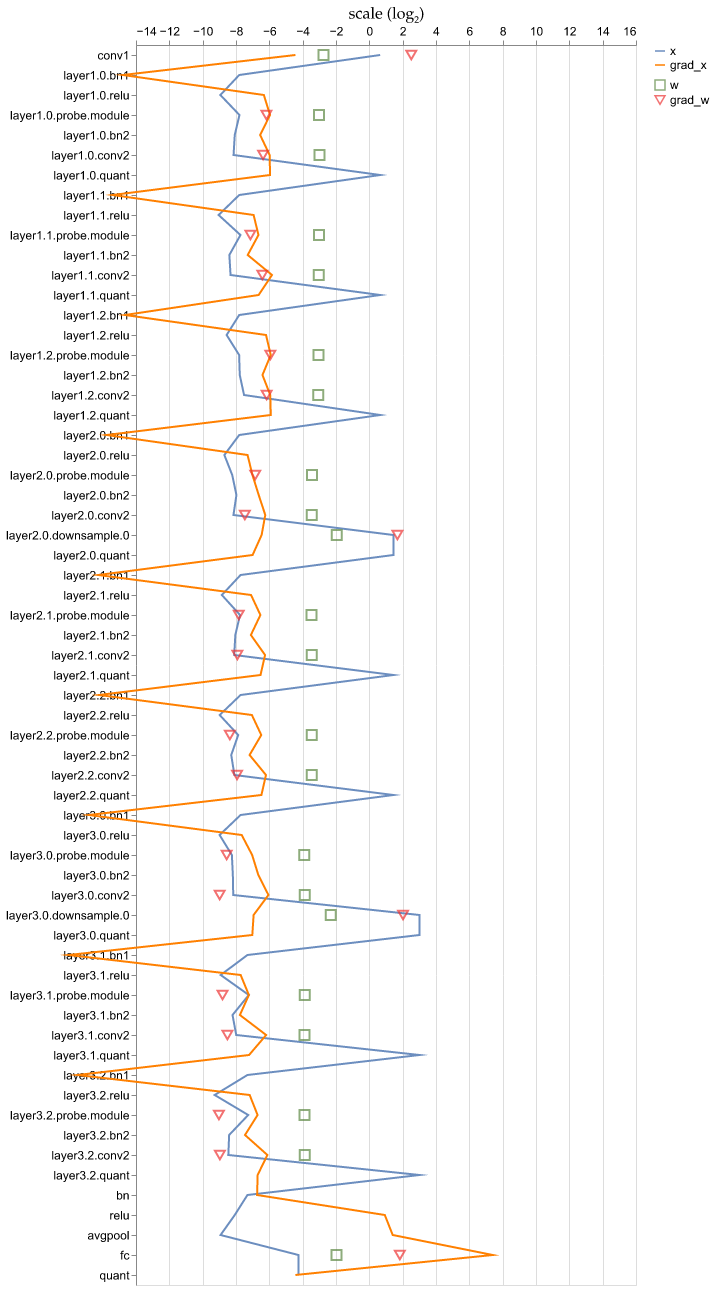 scale (log₂)
−14 −12 −10 −8 −6 −4 −2 0 2 4 6 8 10 12 14 16
x
grad_x
w
grad_w
conv1
layer1.0.bn1
layer1.0.relu
layer1.0.probe.module
layer1.0.bn2
layer1.0.conv2
layer1.0.quant
layer1.1.bn1
layer1.1.relu
layer1.1.probe.module
layer1.1.bn2
layer1.1.conv2
layer1.1.quant
layer1.2.bn1
layer1.2.relu
layer1.2.probe.module
layer1.2.bn2
layer1.2.conv2
layer1.2.quant
layer2.0.bn1
layer2.0.relu
layer2.0.probe.module
layer2.0.bn2
layer2.0.conv2
layer2.0.downsample.0
layer2.0.quant
layer2.1.bn1
layer2.1.relu
layer2.1.probe.module
layer2.1.bn2
layer2.1.conv2
layer2.1.quant
layer2.2.bn1
layer2.2.relu
layer2.2.probe.module
layer2.2.bn2
layer2.2.conv2
layer2.2.quant
layer3.0.bn1
layer3.0.relu
layer3.0.probe.module
layer3.0.bn2
layer3.0.conv2
layer3.0.downsample.0
layer3.0.quant
layer3.1.bn1
layer3.1.relu
layer3.1.probe.module
layer3.1.bn2
layer3.1.conv2
layer3.1.quant
layer3.2.bn1
layer3.2.relu
layer3.2.probe.module
layer3.2.bn2
layer3.2.conv2
layer3.2.quant
bn
relu
avgpool
fc
quant